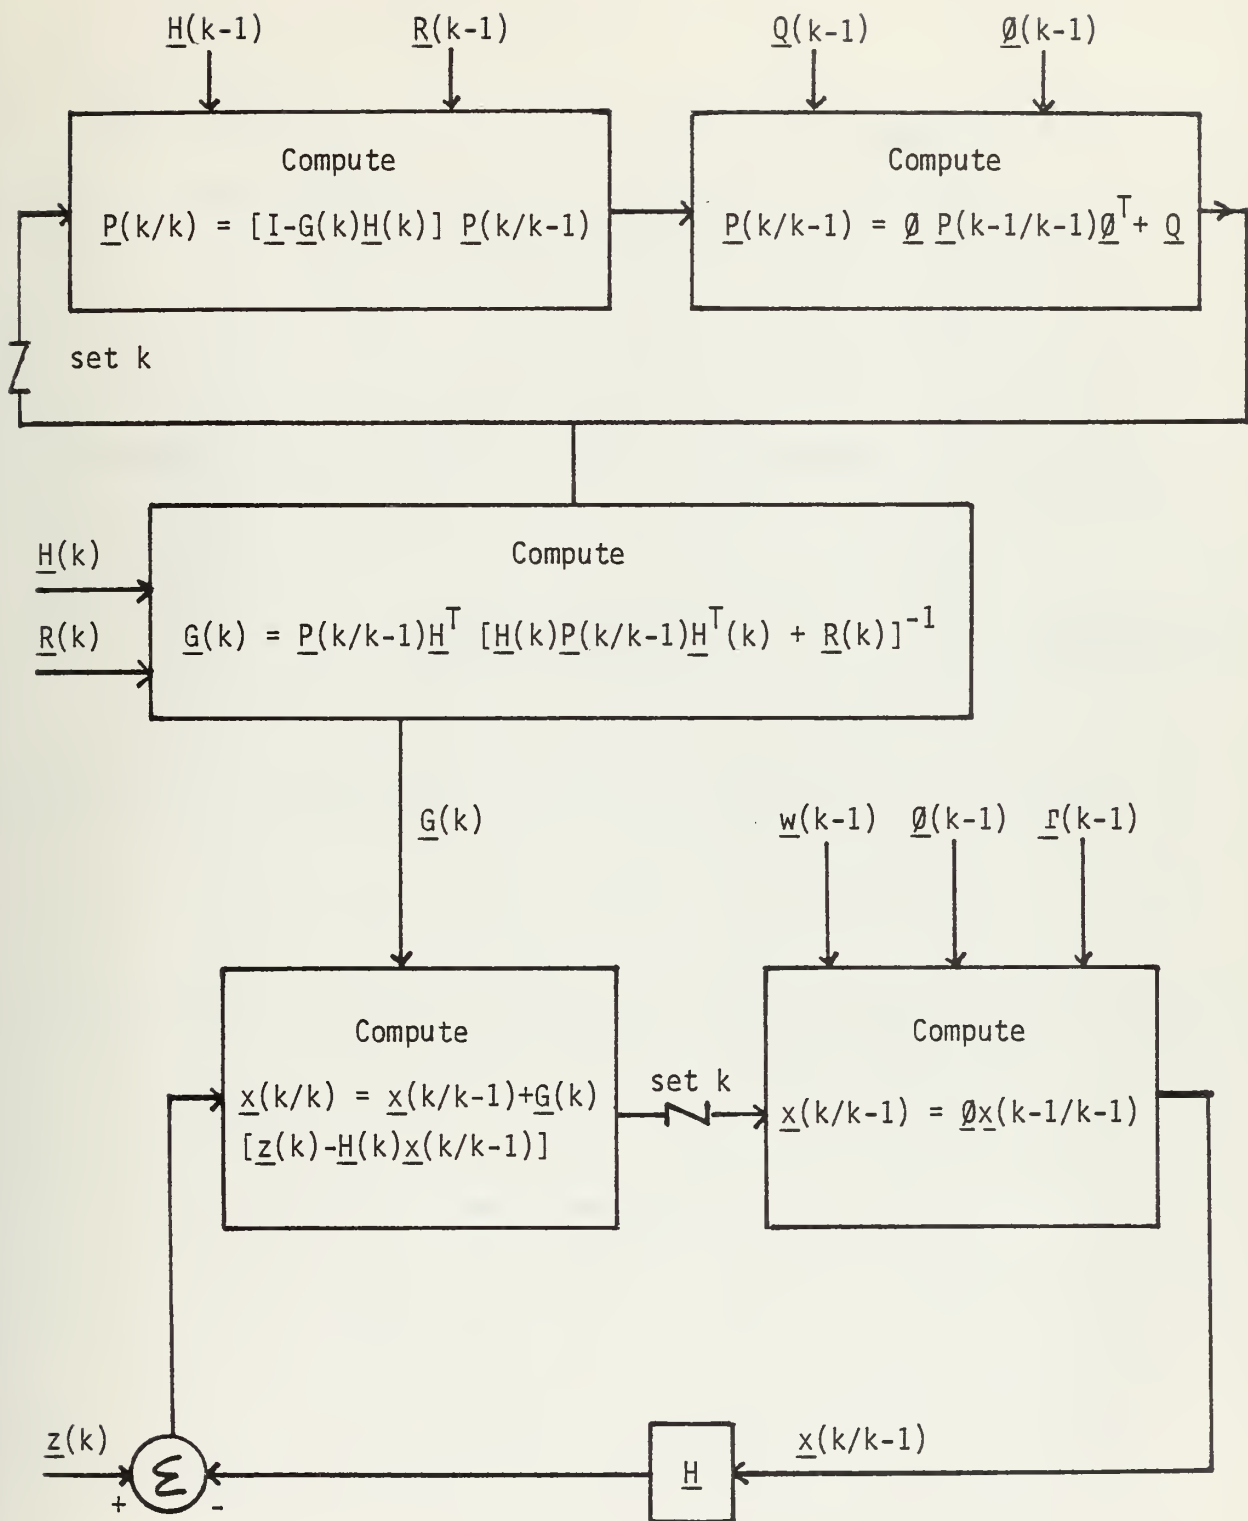 H(k-1) R(k-1) Q(k-1) Ø(k-1)
Compute
P(k/k) = [I-G(k)H(k)] P(k/k-1)
Compute
P(k/k-1) = Ø P(k-1/k-1)Ø^T + Q
set k
H(k)
R(k)
Compute
G(k) = P(k/k-1)H^T [H(k)P(k/k-1)H^T(k) + R(k)]^-1
G(k)
w(k-1) Ø(k-1) Γ(k-1)
Compute
x(k/k) = x(k/k-1)+G(k)
[z(k)-H(k)x(k/k-1)]
set k
Compute
x(k/k-1) = Øx(k-1/k-1)
z(k)
+
Σ
-
H
x(k/k-1)